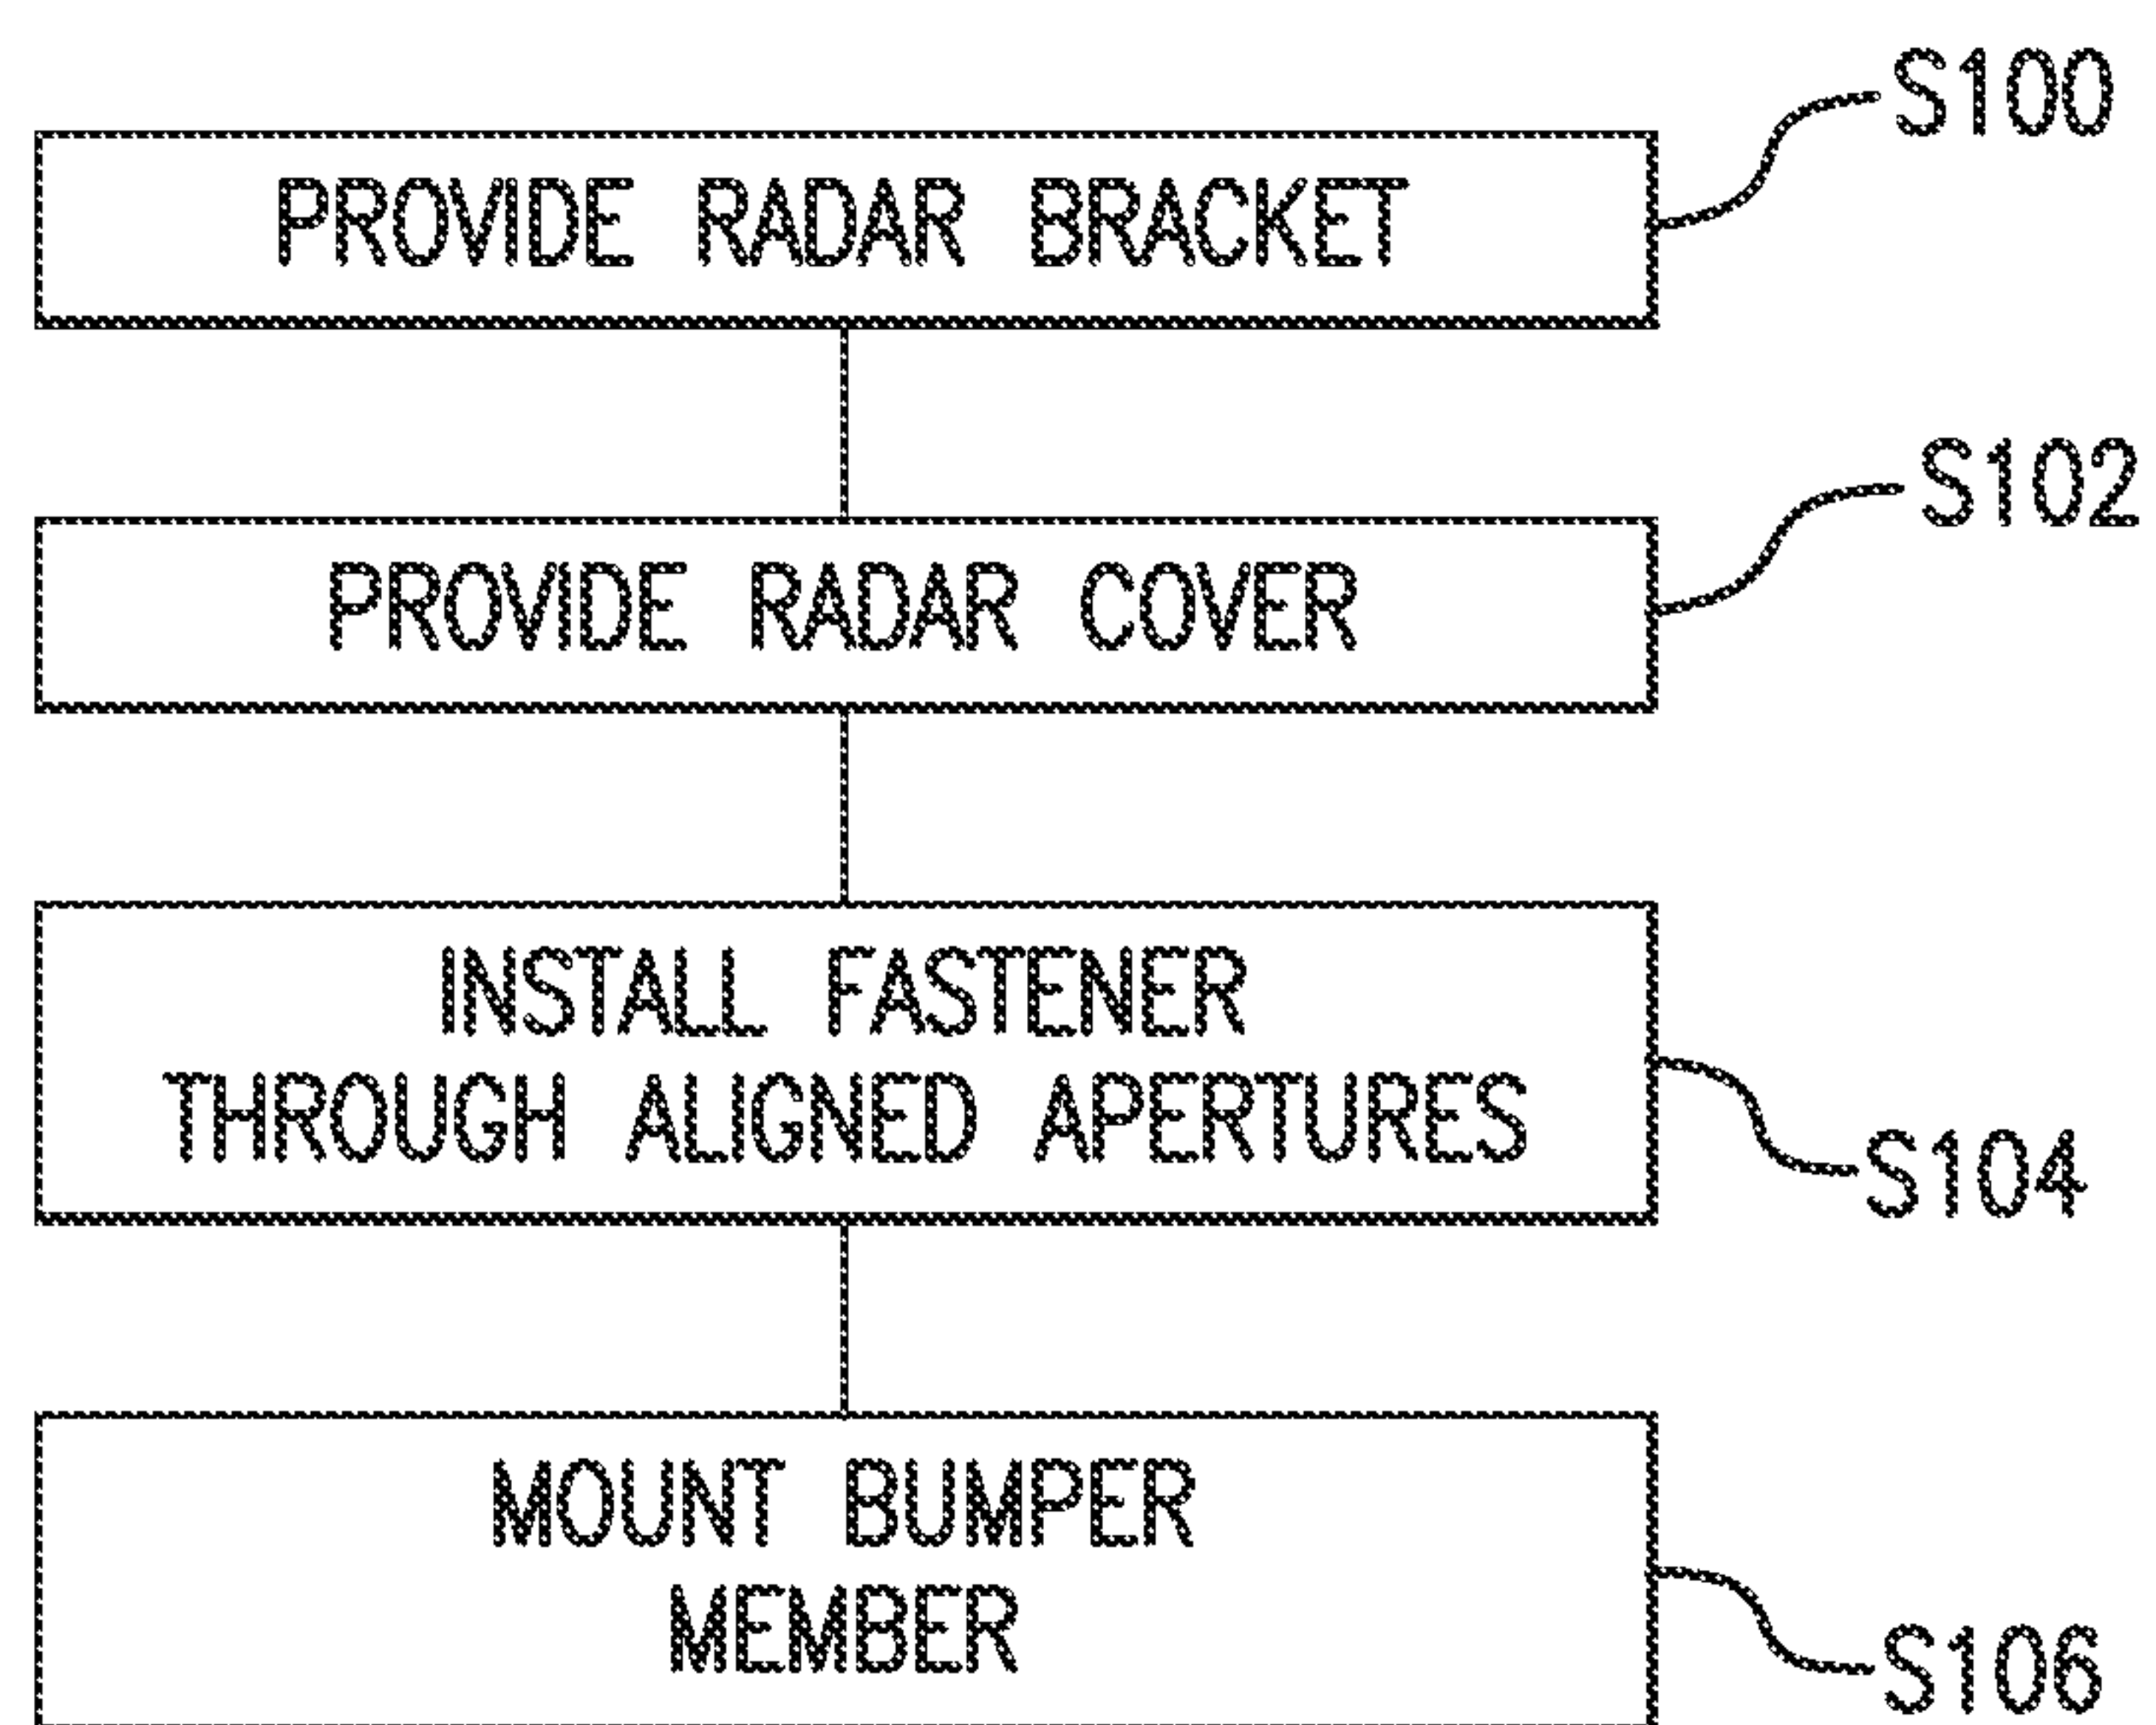 S100
PROVIDE RADAR BRACKET
S102
PROVIDE RADAR COVER
INSTALL FASTENER
THROUGH ALIGNED APERTURES
S104
MOUNT BUMPER
MEMBER
S106